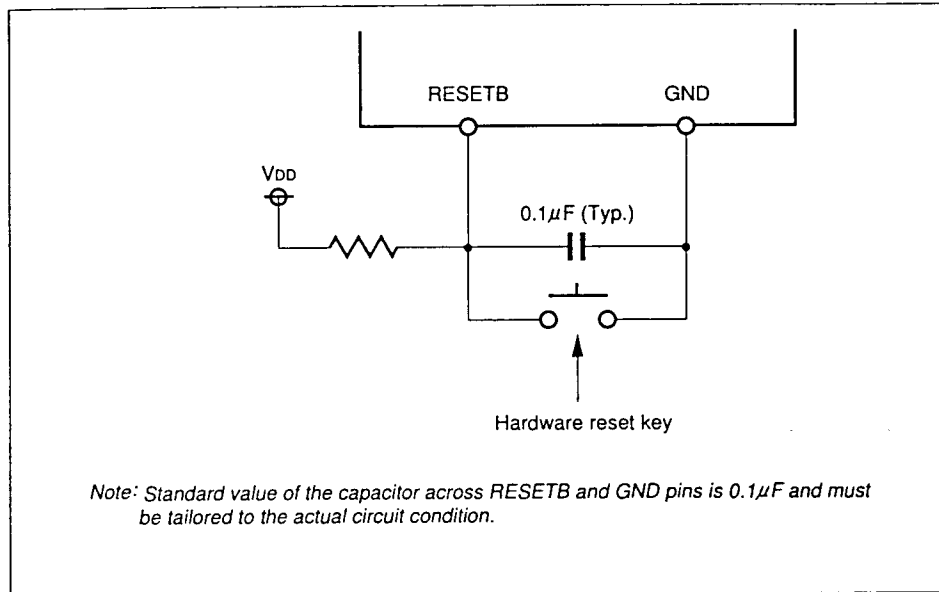 RESETB GND
VDD
0.1μF (Typ.)
Hardware reset key
Note: Standard value of the capacitor across RESETB and GND pins is 0.1μF and must
be tailored to the actual circuit condition.